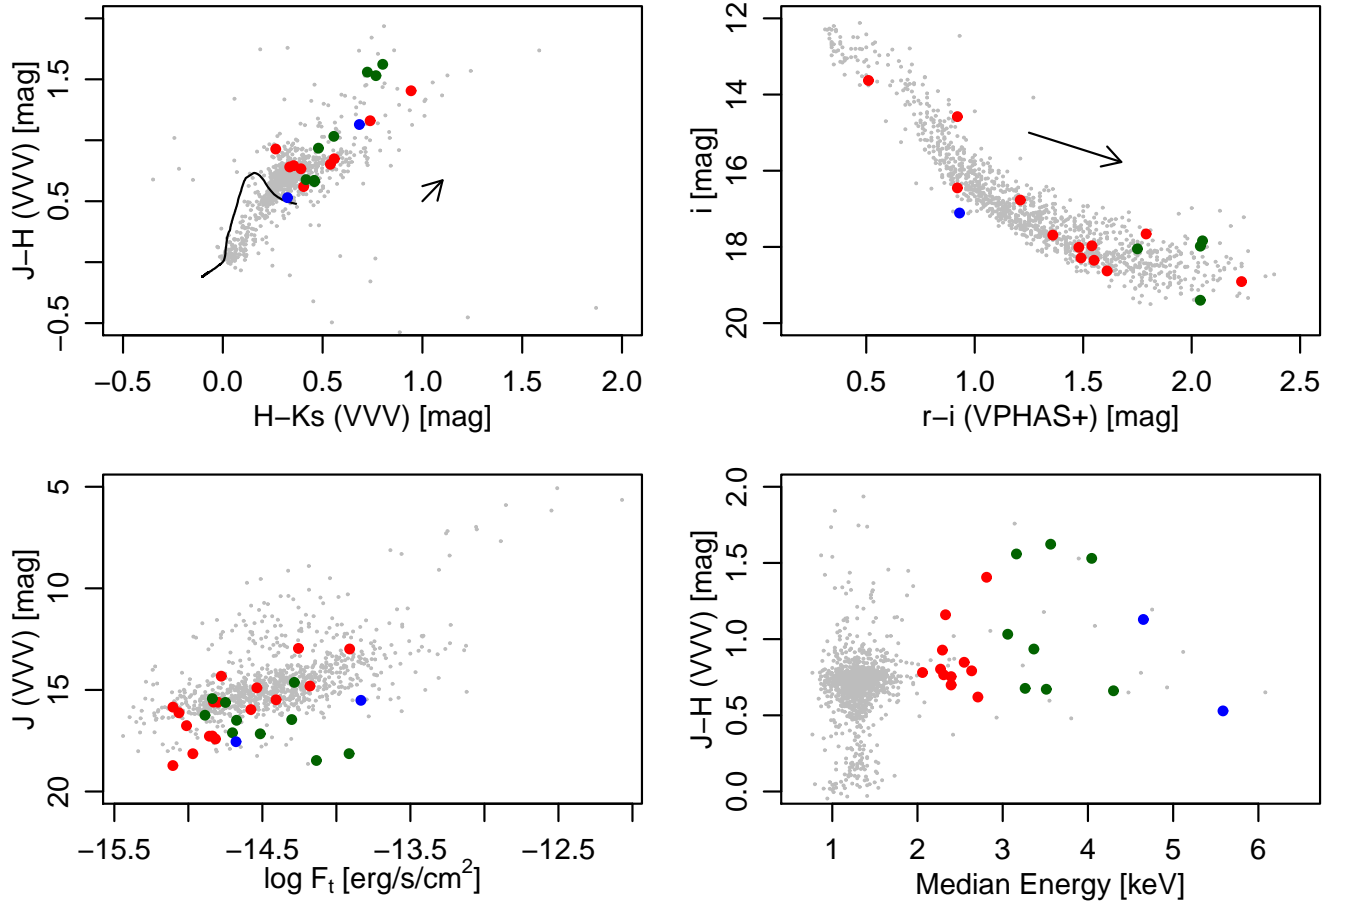 J−H (VVV) [mag]
−0.5 0.5 1.5
−0.5 0.0 0.5 1.0 1.5 2.0
H−Ks (VVV) [mag]
i [mag]
12 14 16 18 20
0.5 1.0 1.5 2.0 2.5
r−i (VPHAS+) [mag]
J (VVV) [mag]
5 10 15 20
−15.5 −14.5 −13.5 −12.5
log Fₜ [erg/s/cm²]
J−H (VVV) [mag]
0.0 0.5 1.0 1.5 2.0
1 2 3 4 5 6
Median Energy [keV]